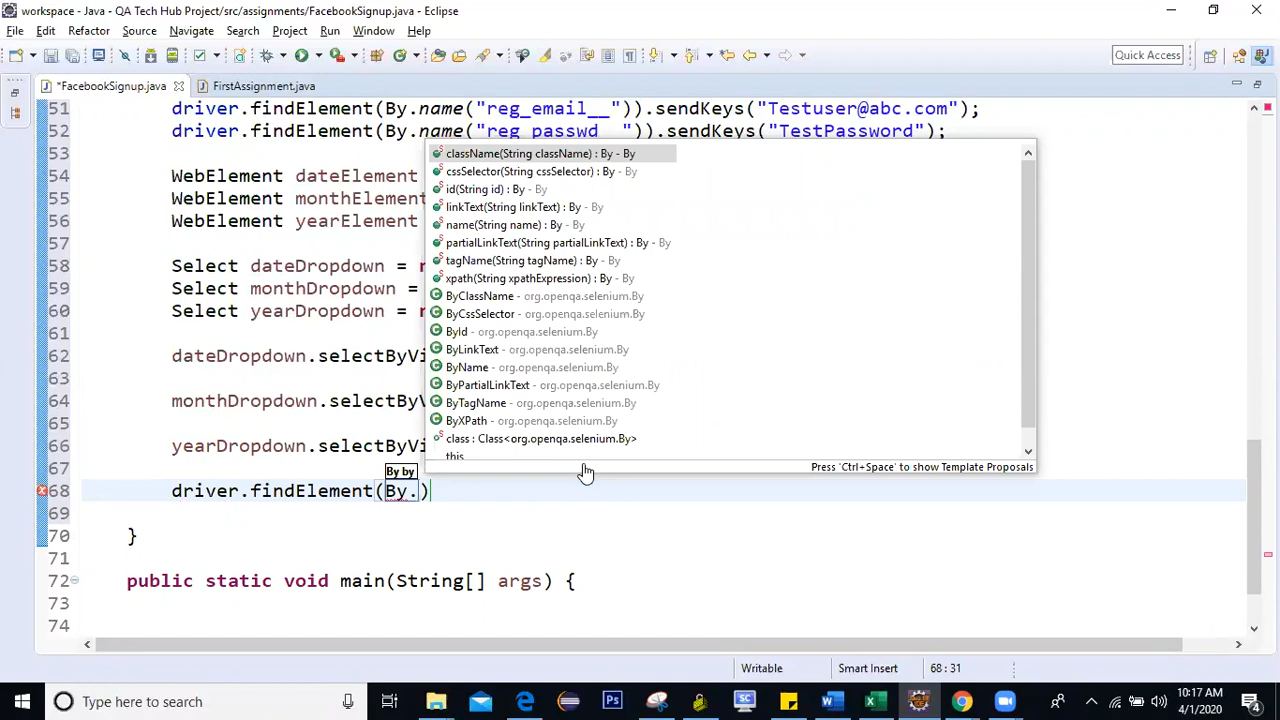 workspace - Java - QA Tech Hub Project/src/assignments/FacebookSignup.java - Eclipse
File Edit Refactor Source Navigate Search Project Run Window Help
Quick Access
*FacebookSignup.java FirstAssignment.java
51 driver.findElement(By.name("reg_email__")).sendKeys("Testuser@abc.com");
52 driver.findElement(By.name("reg_passwd__")).sendKeys("TestPassword");
53
54 WebElement dateElement
55 WebElement monthElement
56 WebElement yearElement
57
58 Select dateDropdown = n
59 Select monthDropdown =
60 Select yearDropdown = n
61
62 dateDropdown.selectByVi
63
64 monthDropdown.selectByV
65
66 yearDropdown.selectByVi
67
68 driver.findElement(By.)
69
70 }
71
72 public static void main(String[] args) {
73
74
className(String className) : By - By
cssSelector(String cssSelector) : By - By
id(String id) : By - By
linkText(String linkText) : By - By
name(String name) : By - By
partialLinkText(String partialLinkText) : By - By
tagName(String tagName) : By - By
xpath(String xpathExpression) : By - By
ByClassName - org.openqa.selenium.By
ByCssSelector - org.openqa.selenium.By
ById - org.openqa.selenium.By
ByLinkText - org.openqa.selenium.By
ByName - org.openqa.selenium.By
ByPartialLinkText - org.openqa.selenium.By
ByTagName - org.openqa.selenium.By
ByXPath - org.openqa.selenium.By
class : Class<org.openqa.selenium.By>
this
Press 'Ctrl+Space' to show Template Proposals
By by
Writable Smart Insert 68 : 31
Type here to search
10:17 AM
4/1/2020
4